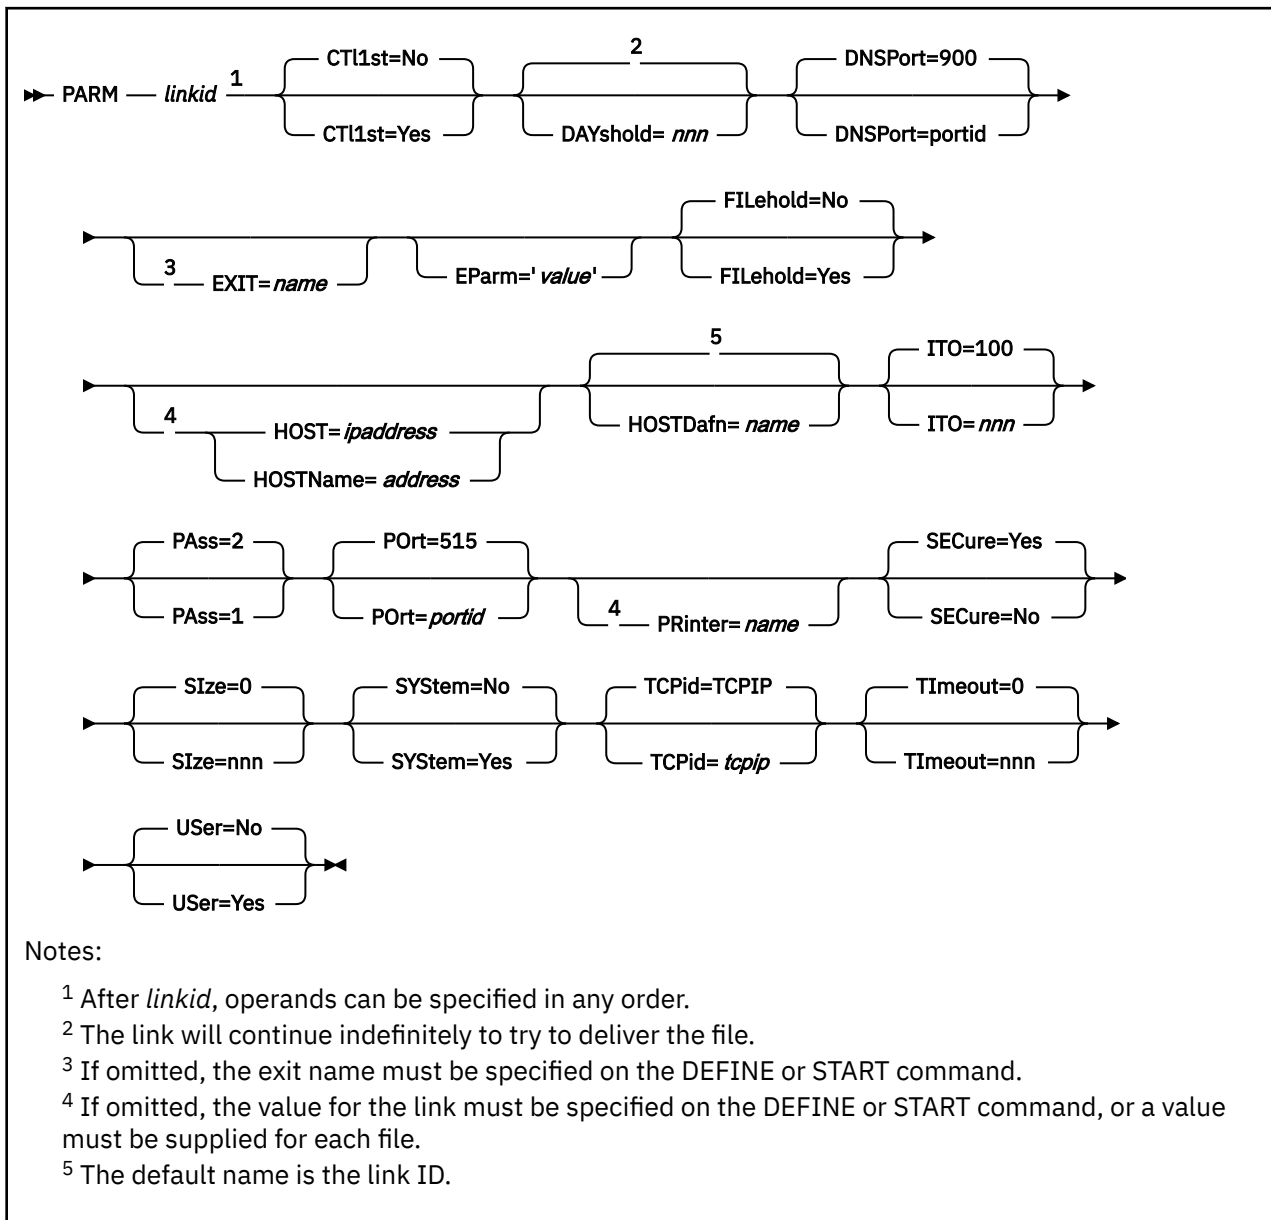 2
CTl1st=No
DNSPort=900
PARM linkid 1
CTl1st=Yes
DAYshold= nnn
DNSPort=portid
FILehold=No
3
EXIT= name
EParm=' value'
FILehold=Yes
5
ITO=100
4
HOST= ipaddress
HOSTDafn= name
ITO= nnn
HOSTName= address
PAss=2
POrt=515
SECure=Yes
PAss=1
POrt= portid
4
PRinter= name
SECure=No
SIze=0
SYStem=No
TCPid=TCPIP
TImeout=0
SIze=nnn
SYStem=Yes
TCPid= tcpip
TImeout=nnn
USer=No
USer=Yes
Notes:
1 After linkid, operands can be specified in any order.
2 The link will continue indefinitely to try to deliver the file.
3 If omitted, the exit name must be specified on the DEFINE or START command.
4 If omitted, the value for the link must be specified on the DEFINE or START command, or a value
must be supplied for each file.
5 The default name is the link ID.